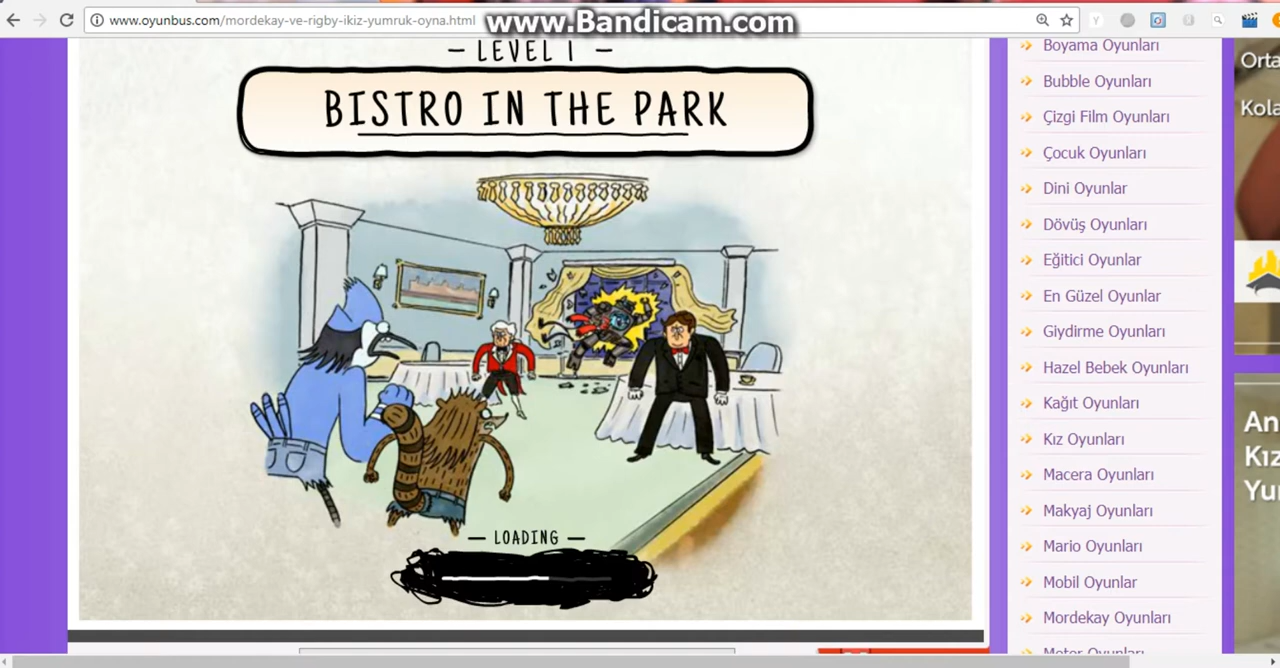 www.oyunbus.com/mordekay-ve-rigby-ikiz-yumruk-oyna.html
www.Bandicam.com
– LEVEL 1 –
BISTRO IN THE PARK
– LOADING –
Boyama Oyunları
Bubble Oyunları
Çizgi Film Oyunları
Çocuk Oyunları
Dini Oyunlar
Dövüş Oyunları
Eğitici Oyunlar
En Güzel Oyunlar
Giydirme Oyunları
Hazel Bebek Oyunları
Kağıt Oyunları
Kız Oyunları
Macera Oyunları
Makyaj Oyunları
Mario Oyunları
Mobil Oyunlar
Mordekay Oyunları
Motor Oyunları
Orta
Kola
An
Kız
Yu